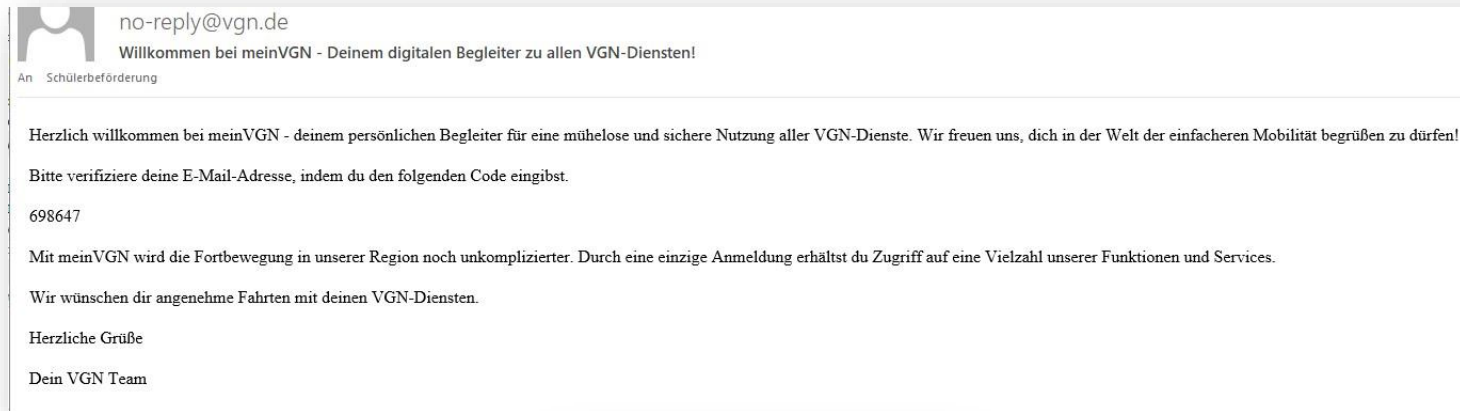 no-reply@vgn.de
Willkommen bei meinVGN - Deinem digitalen Begleiter zu allen VGN-Diensten!
An Schülerbeförderung
Herzlich willkommen bei meinVGN - deinem persönlichen Begleiter für eine mühelose und sichere Nutzung aller VGN-Dienste. Wir freuen uns, dich in der Welt der einfacheren Mobilität begrüßen zu dürfen!
Bitte verifiziere deine E-Mail-Adresse, indem du den folgenden Code eingibst.
698647
Mit meinVGN wird die Fortbewegung in unserer Region noch unkomplizierter. Durch eine einzige Anmeldung erhältst du Zugriff auf eine Vielzahl unserer Funktionen und Services.
Wir wünschen dir angenehme Fahrten mit deinen VGN-Diensten.
Herzliche Grüße
Dein VGN Team